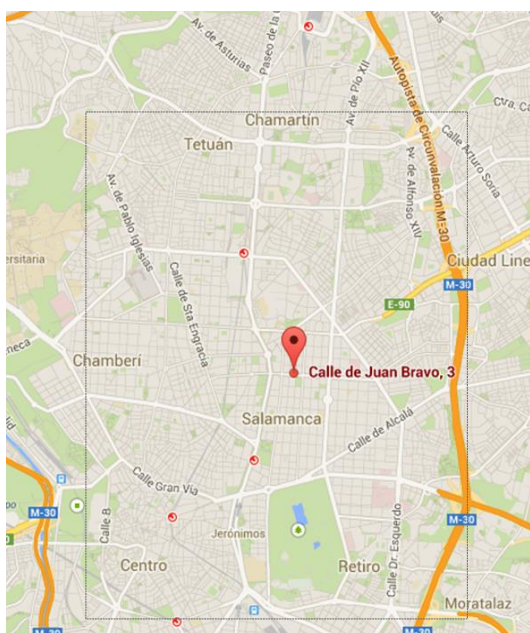 Av. de Asturias
Paseo de la C
Av. de Pío XII
Autopista de Circunvalación M-30
Ctra. Ca
Chamartín
Tetuán
Calle Arturo Soria
Av. de Pablo Iglesias
Av. de Alfonso XIV
ersitaria
Ciudad Line
M-30
E-90
Calle de Sta Engracia
Chamberí
Calle de Juan Bravo, 3
Salamanca
Calle de Alcalá
Calle Gran Vía
M-30
M-30
Calle B
Jerónimos
Calle Dr. Esquerdo
Centro
Retiro
Moratalaz
M-30